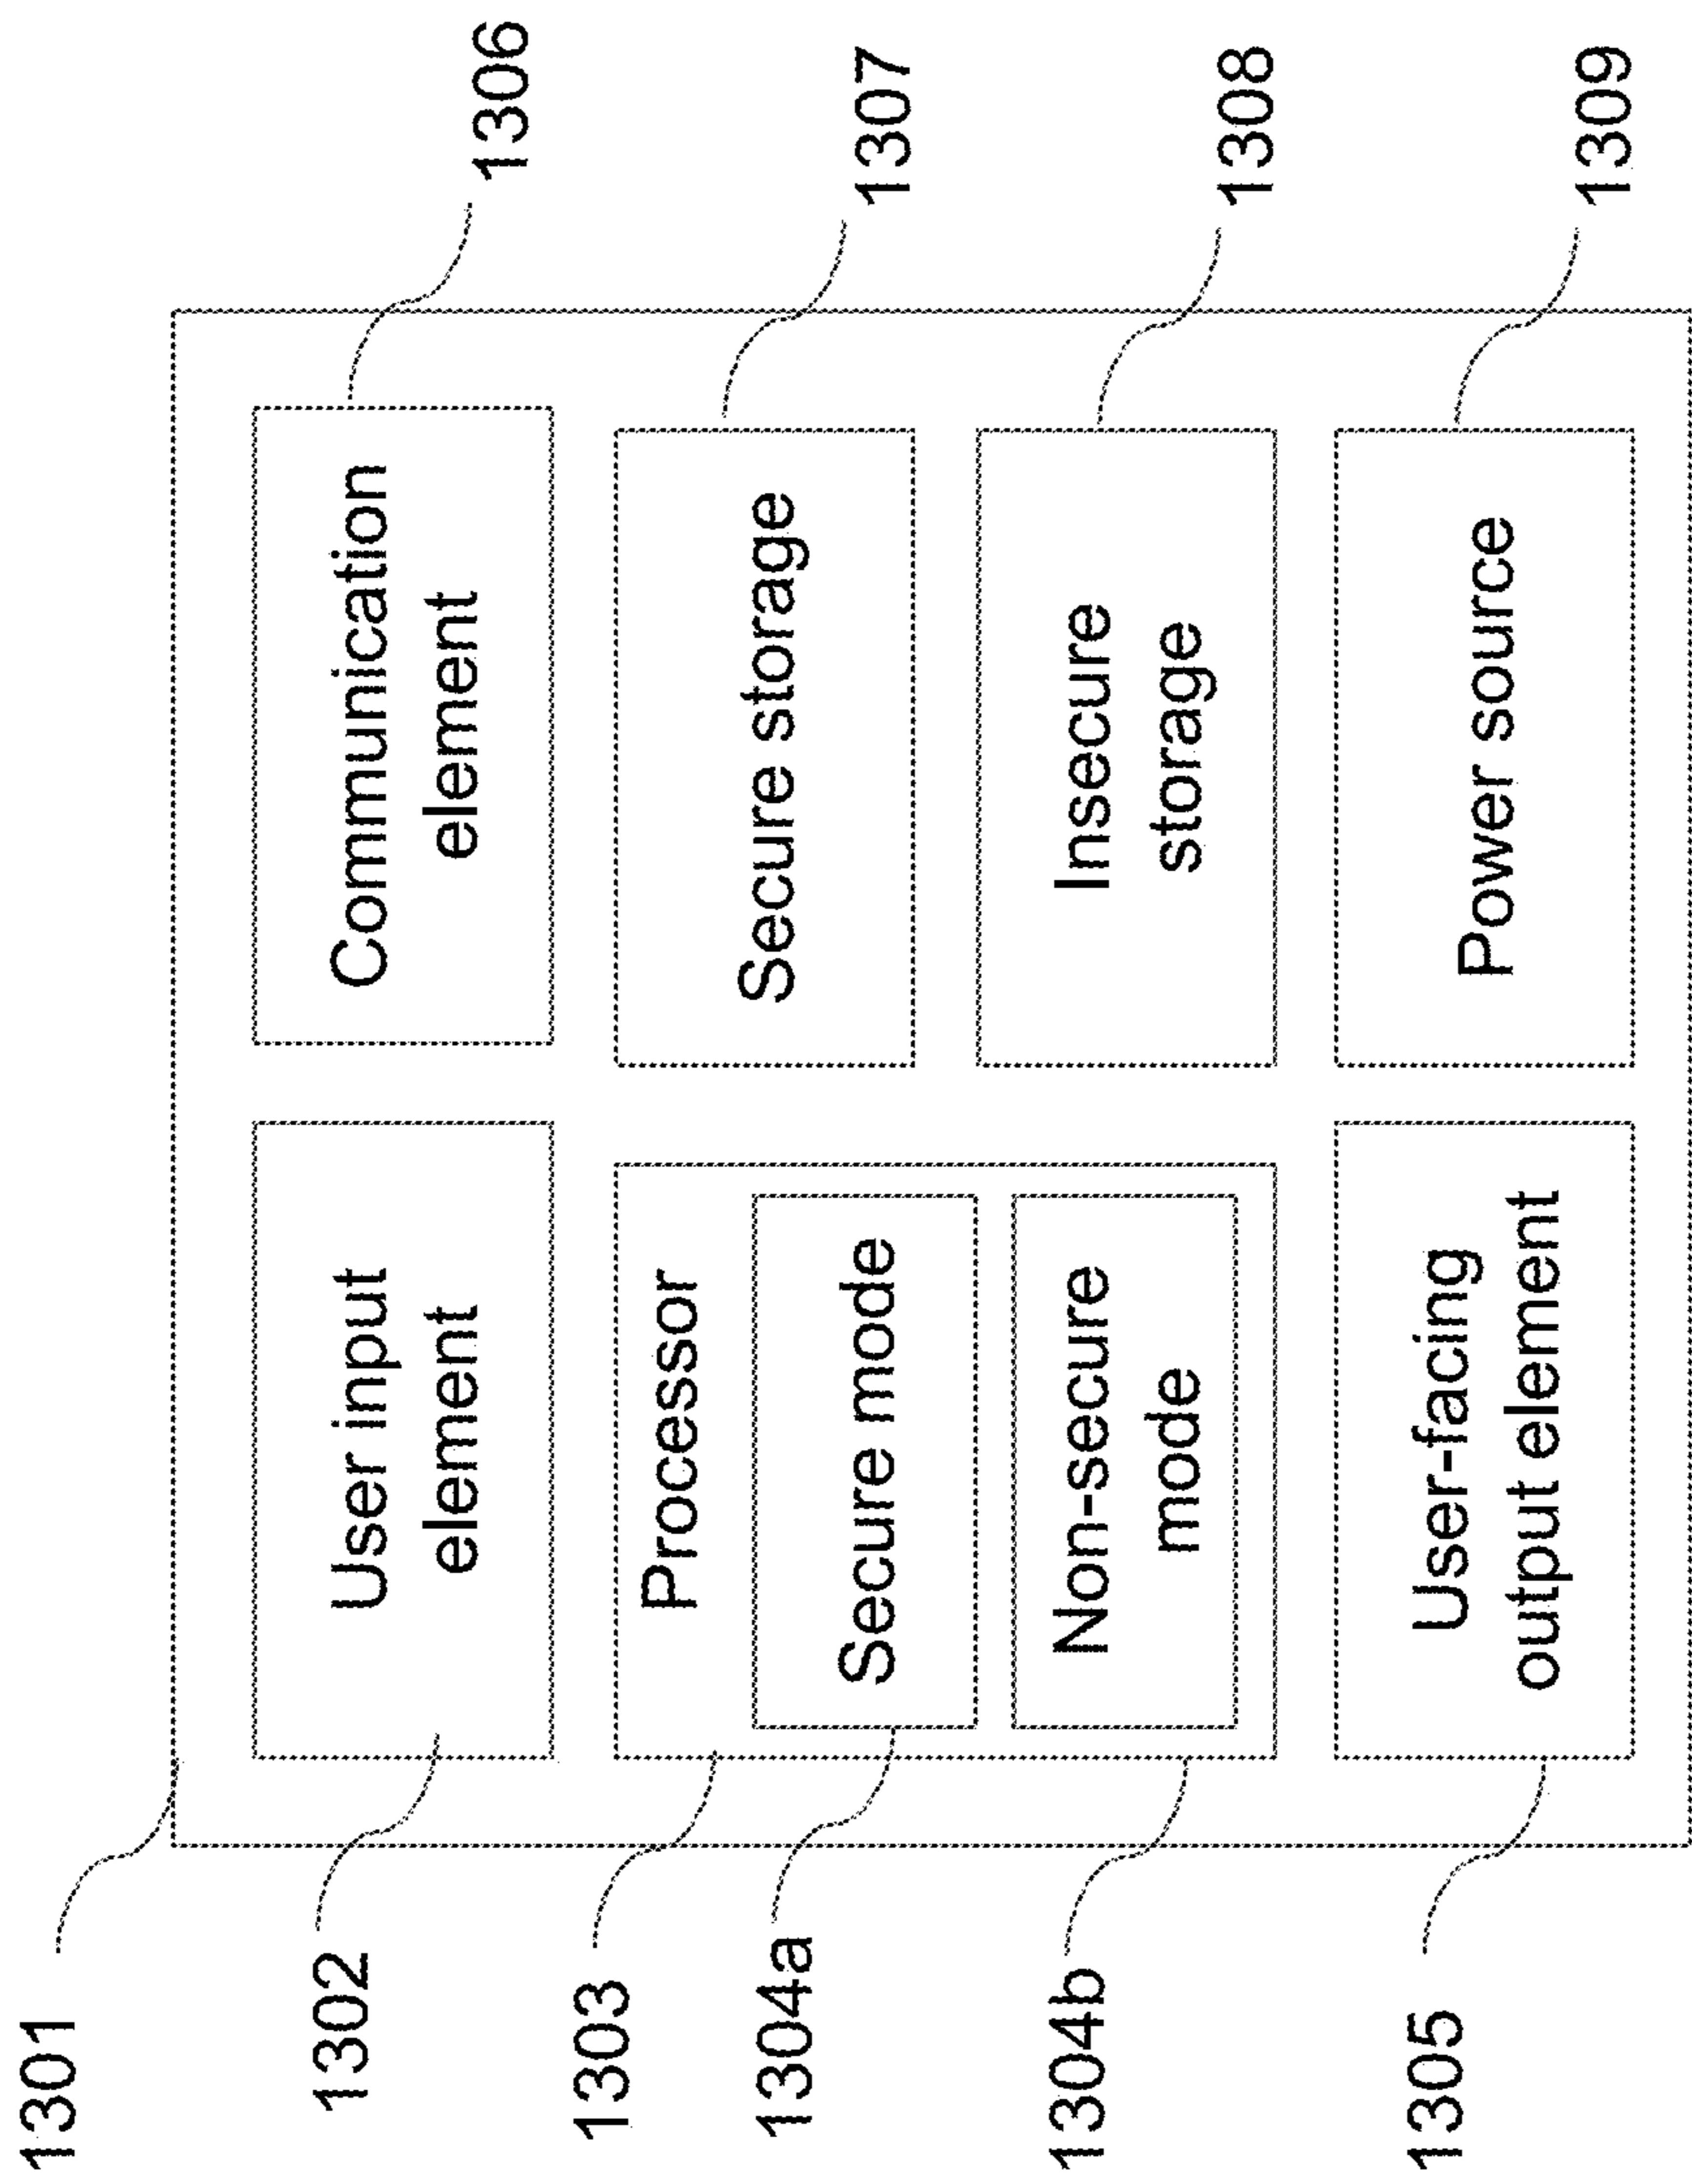 1301
1302
User input
element
1303
Processor
1304a
Secure mode
1304b
Non-secure
mode
1305
User-facing
output element
Communication
element
1306
Secure storage
1307
Insecure
storage
1308
Power source
1309